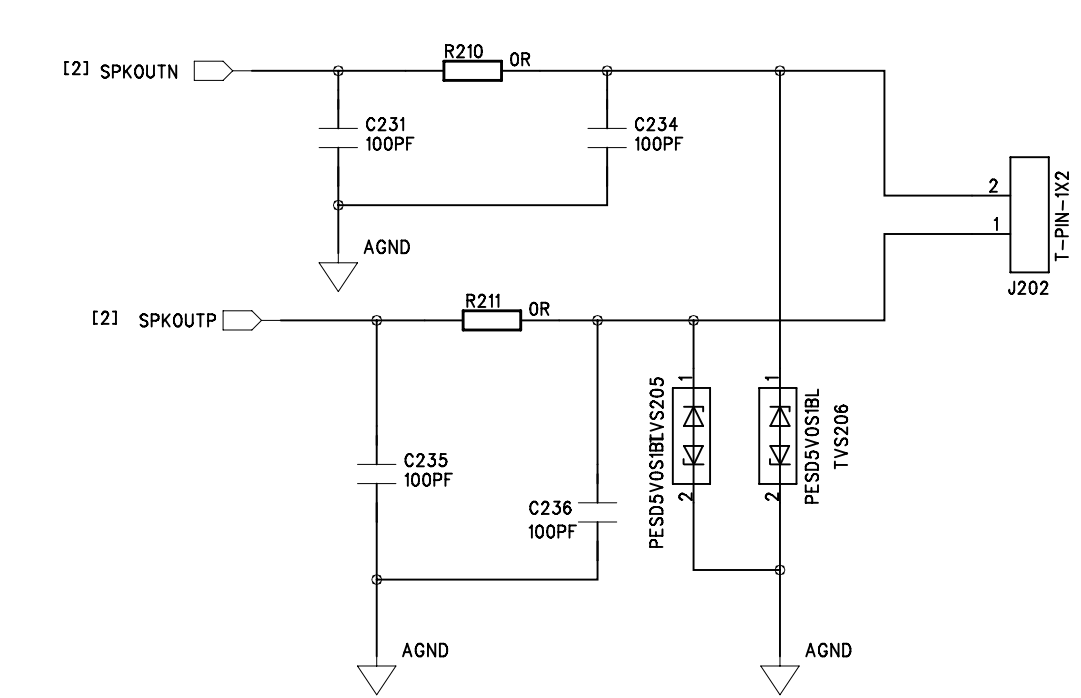 [2] SPKOUTN
R210
0R
C231
100PF
C234
100PF
AGND
2
1
T-PIN-1X2
J202
[2] SPKOUTP
R211
0R
C235
100PF
C236
100PF
PESD5V0S1BL
VS205
1
2
1
2
PESD5V0S1BL
TVS206
AGND
AGND